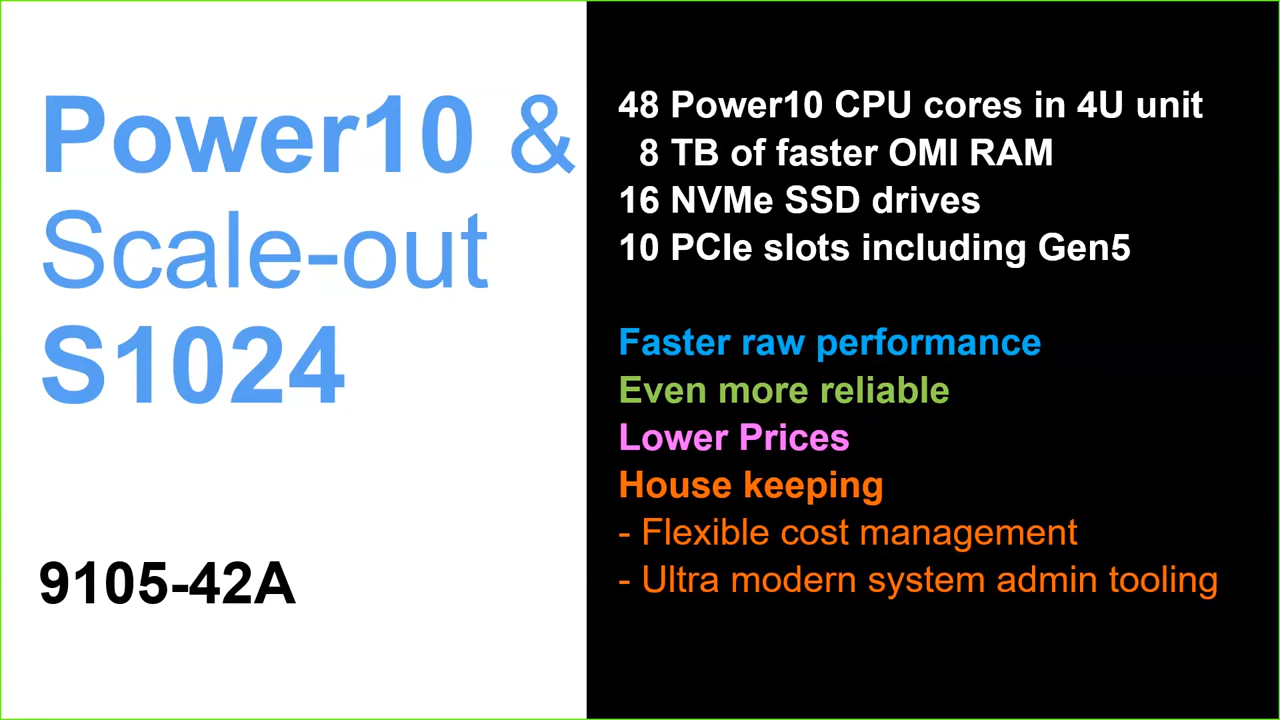 Power10 &
Scale-out
S1024
9105-42A
48 Power10 CPU cores in 4U unit
8 TB of faster OMI RAM
16 NVMe SSD drives
10 PCIe slots including Gen5
Faster raw performance
Even more reliable
Lower Prices
House keeping
- Flexible cost management
- Ultra modern system admin tooling